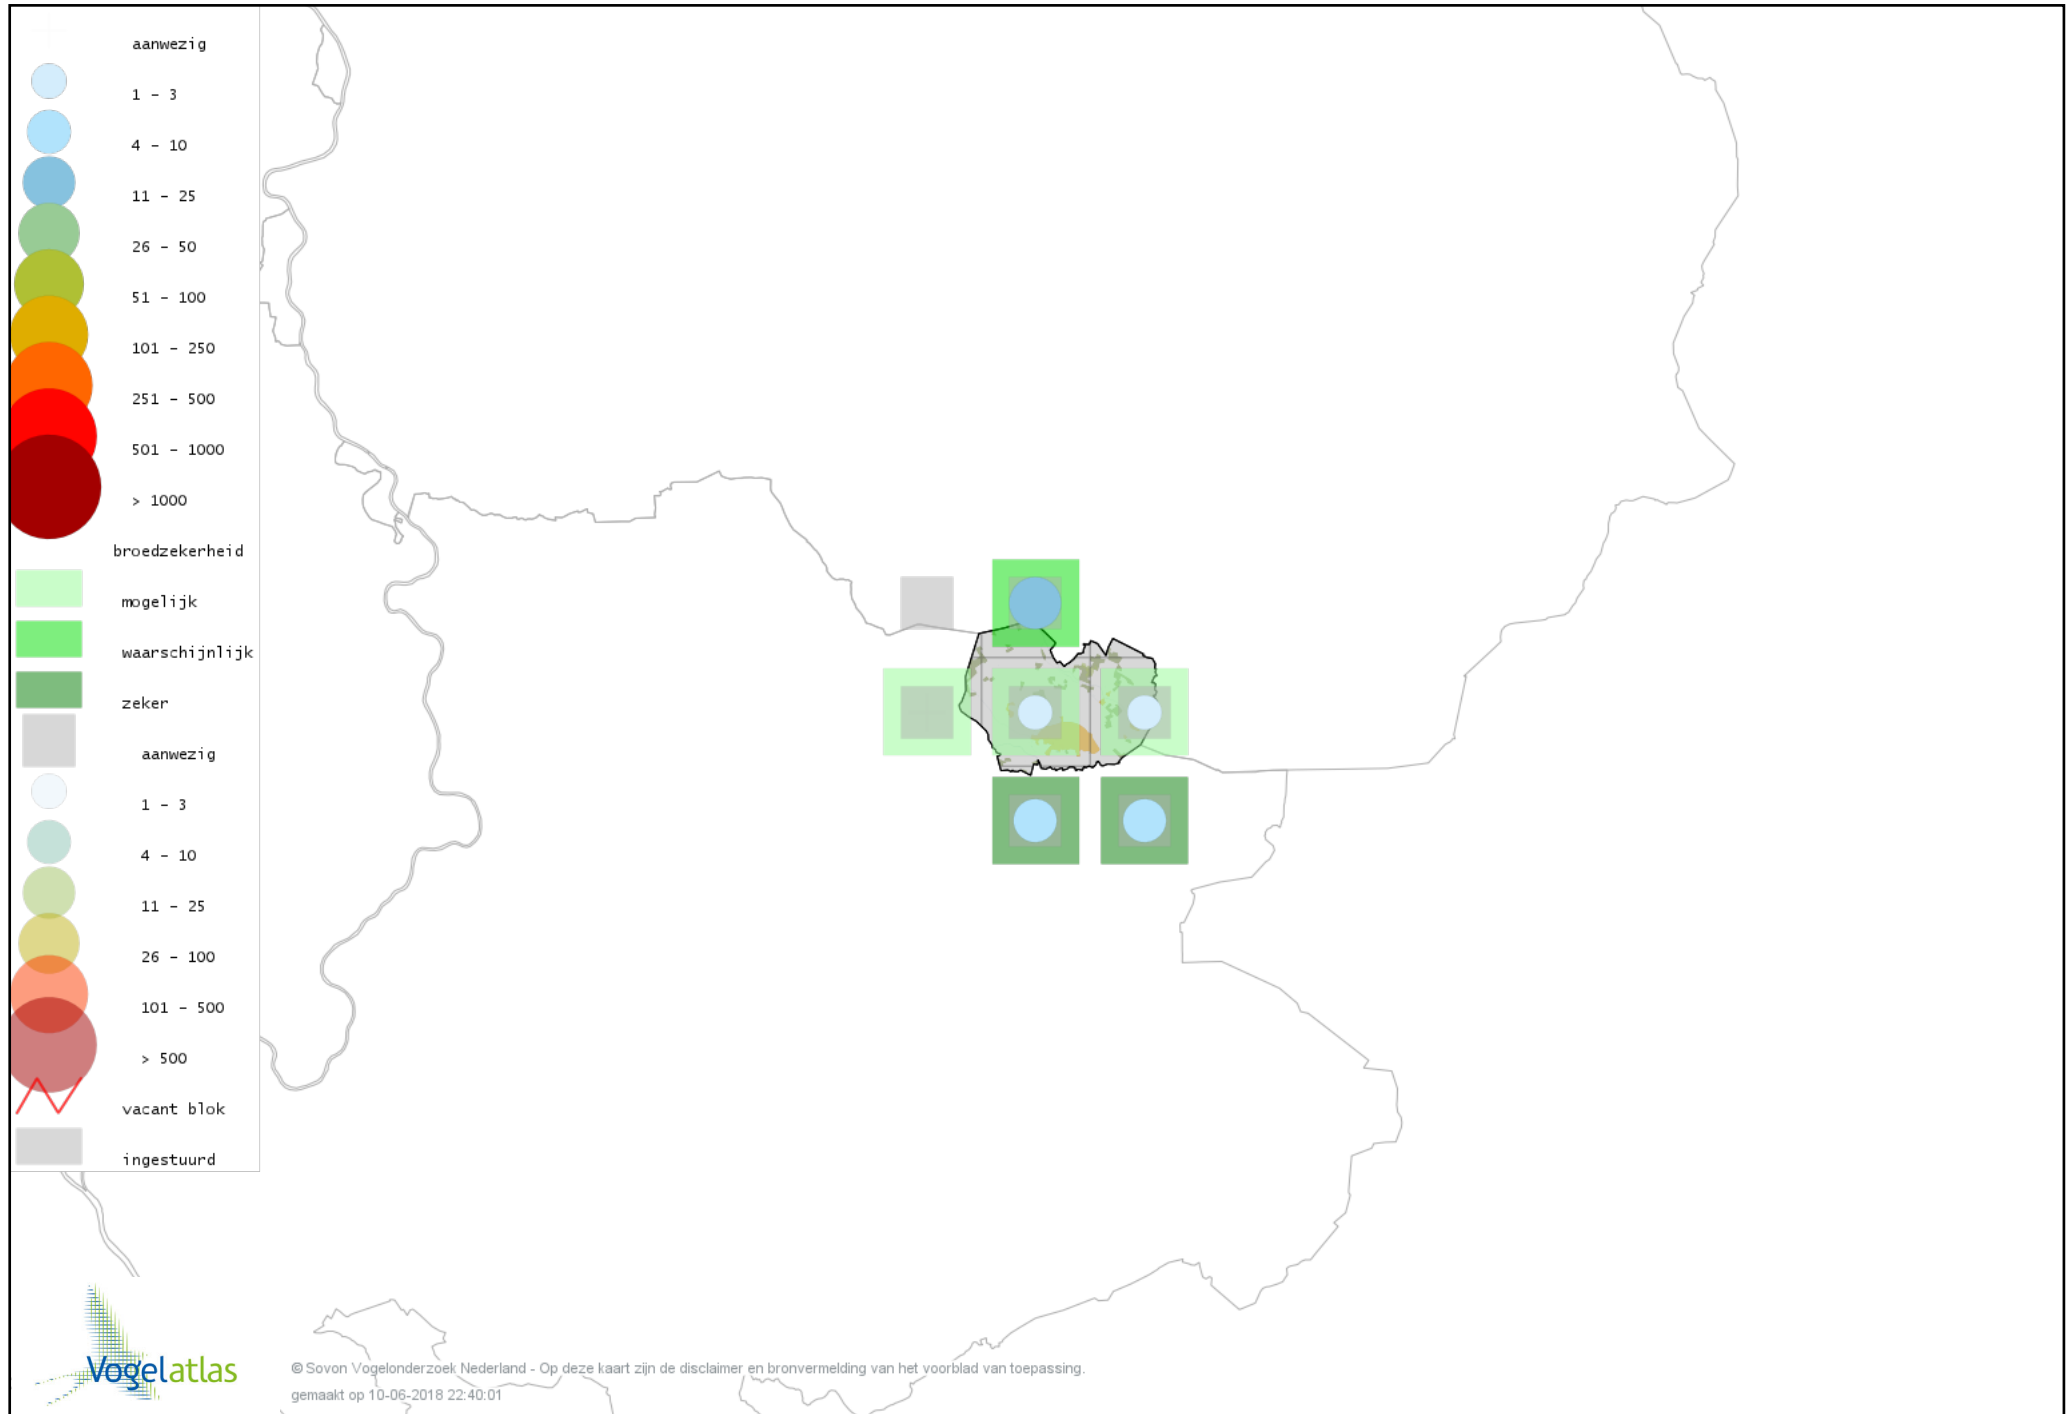 aanwezig
1 - 3
4 - 10
11 - 25
26 - 50
51 - 100
101 - 250
251 - 500
501 - 1000
> 1000
broedzekerheid
mogelijk
waarschijnlijk
zeker
aanwezig
1 - 3
4 - 10
11 - 25
26 - 100
101 - 500
> 500
vacant blok
ingestuurd
Vogelatlas
© Sovon Vogelonderzoek Nederland - Op deze kaart zijn de disclaimer en bronvermelding van het voorblad van toepassing.
gemaakt op 10-06-2018 22:40:01